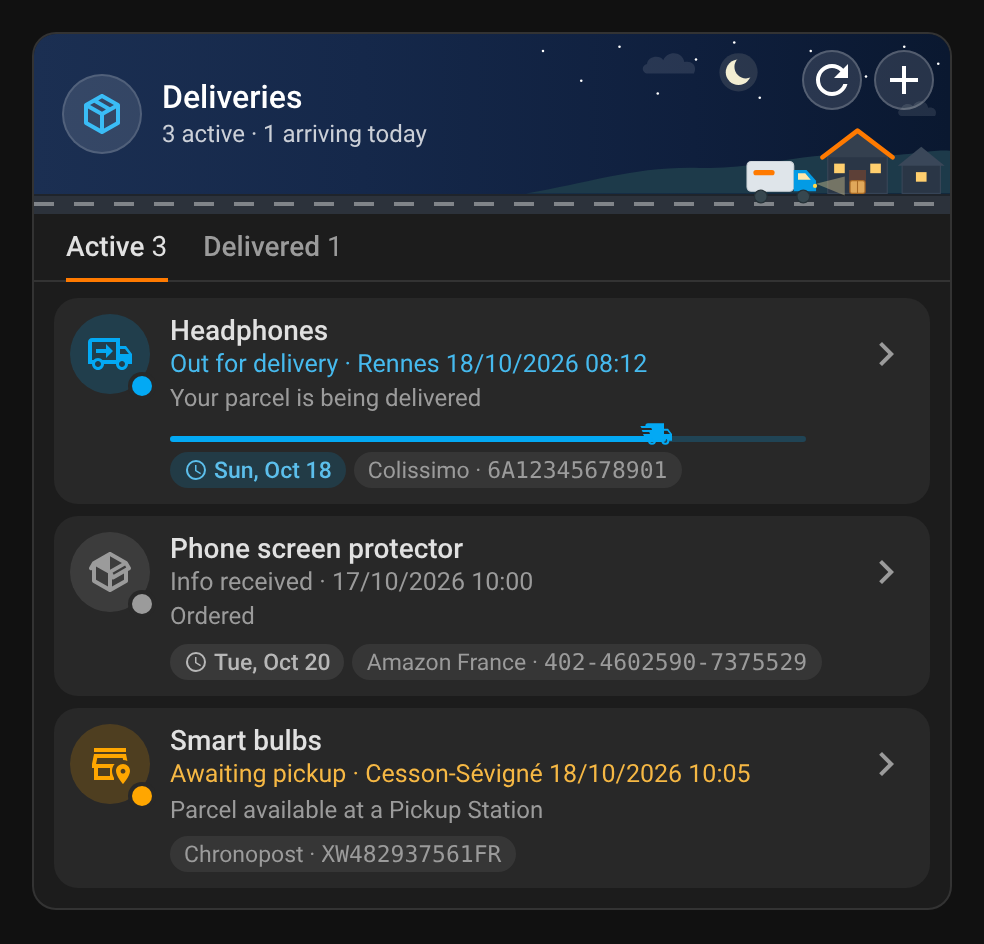 Deliveries
3 active · 1 arriving today
Active 3
Delivered 1
Headphones
Out for delivery · Rennes 18/10/2026 08:12
Your parcel is being delivered
Sun, Oct 18
Colissimo · 6A12345678901
Phone screen protector
Info received · 17/10/2026 10:00
Ordered
Tue, Oct 20
Amazon France · 402-4602590-7375529
Smart bulbs
Awaiting pickup · Cesson-Sévigné 18/10/2026 10:05
Parcel available at a Pickup Station
Chronopost · XW482937561FR